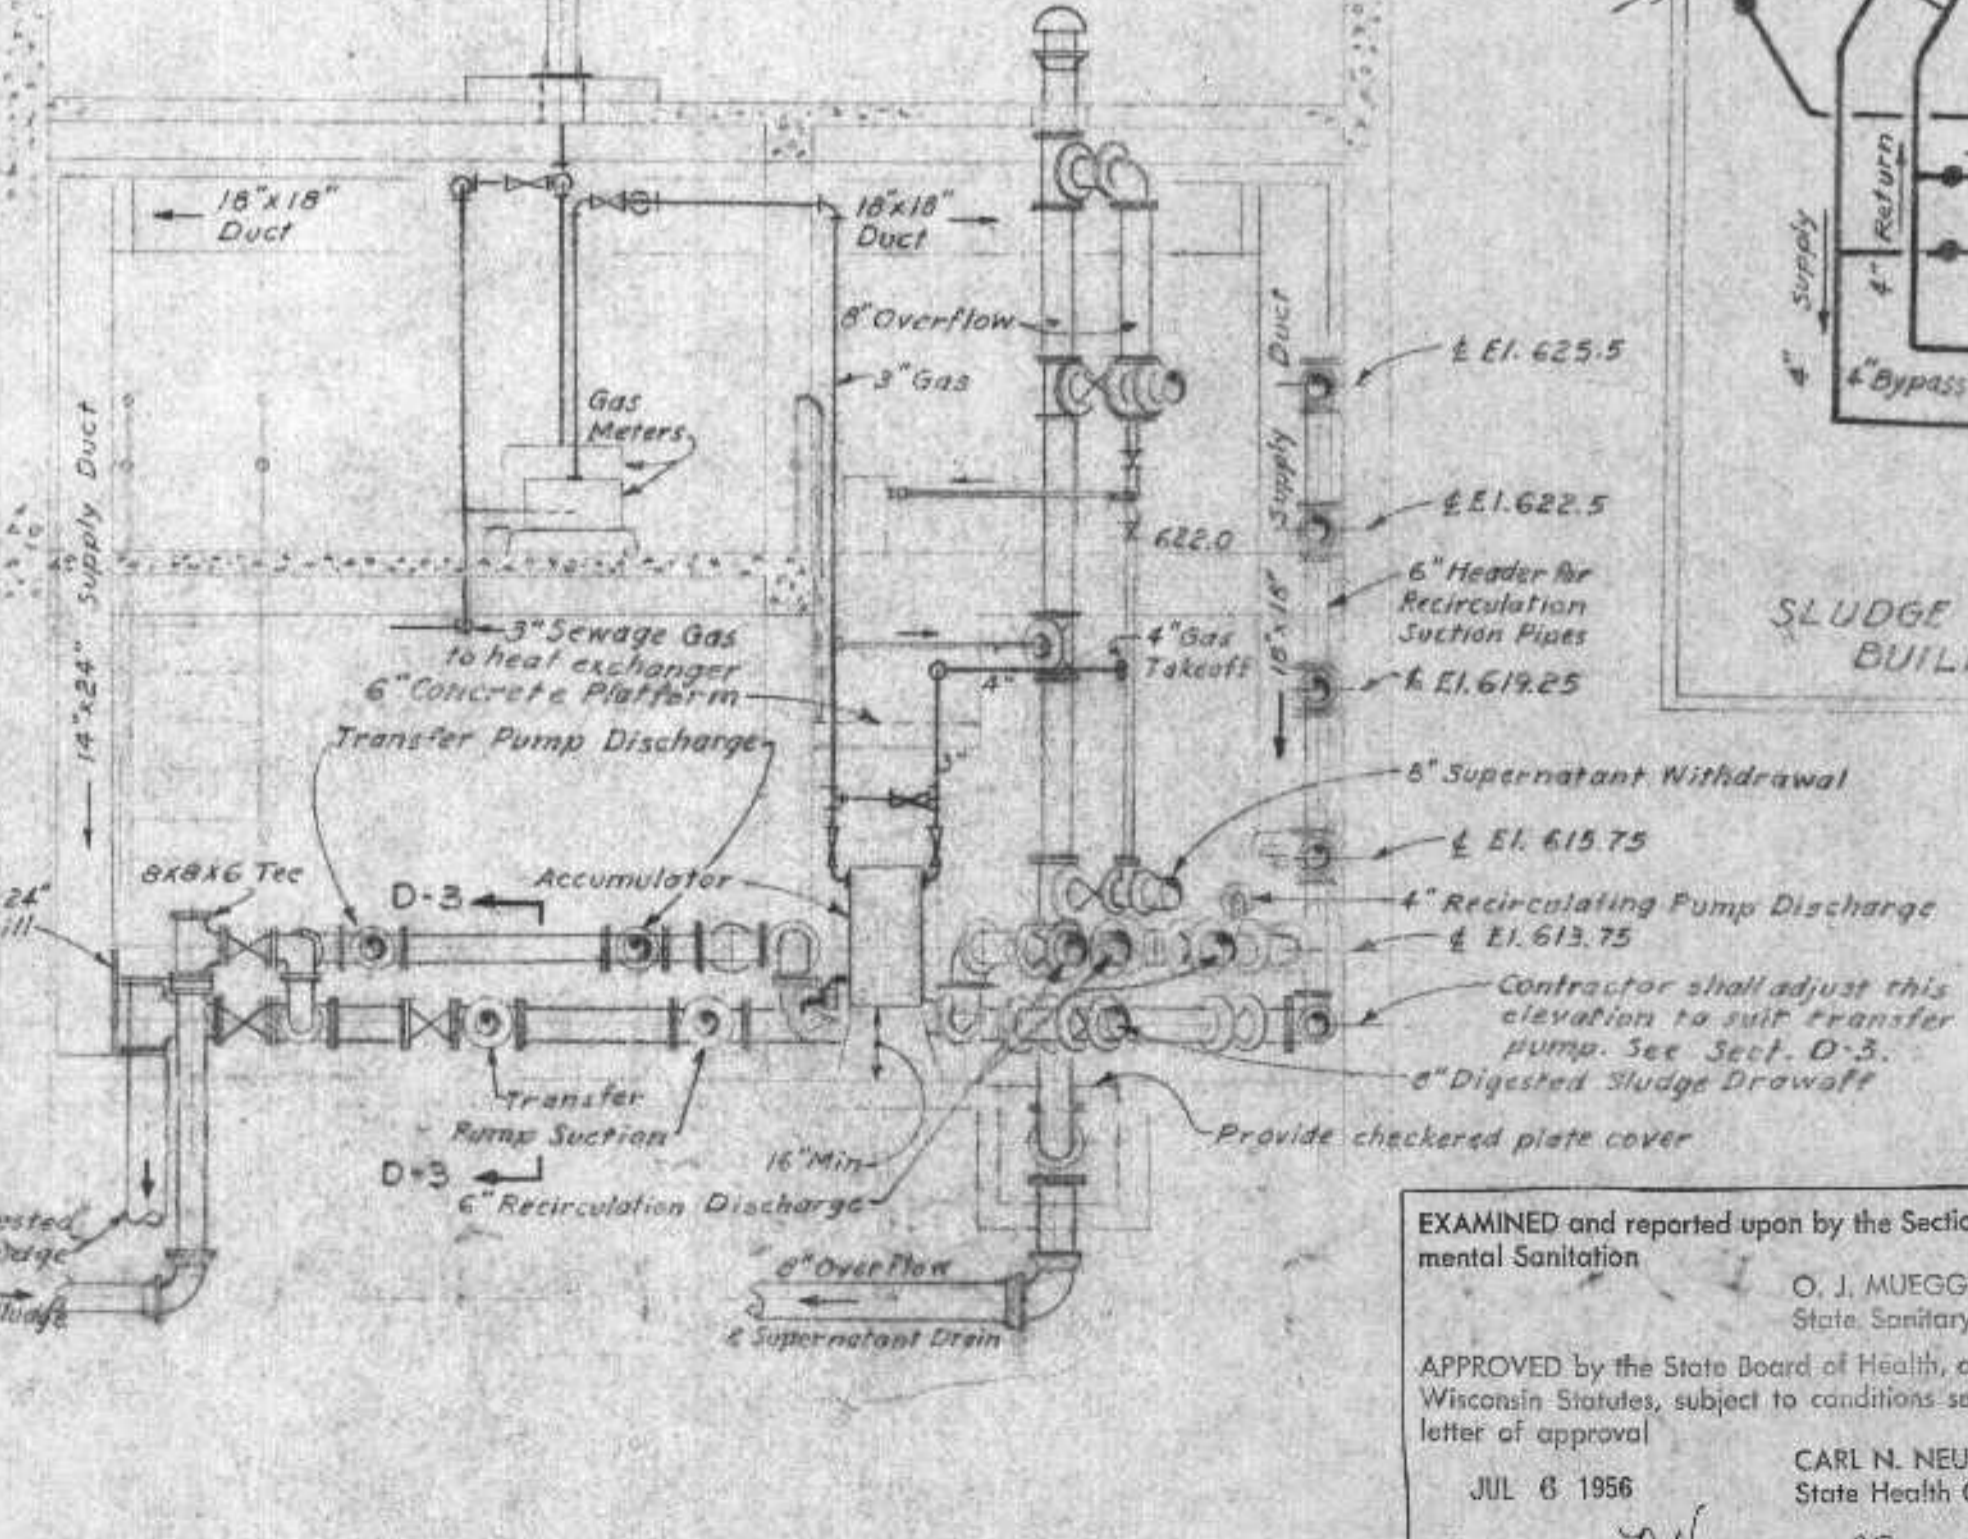 18"x18"
Duct
18"x18"
Duct
8" Overflow
3" Gas
Gas
Meters
14"x24" Supply Duct
18"x18" Supply Duct
℄ El. 625.5
℄ El. 622.5
622.0
6" Header for
Recirculation
Suction Pipes
℄ El. 619.25
3" Sewage Gas
to heat exchanger
6" Concrete Platform
4" Gas
Takeoff
4"
3"
Transfer Pump Discharge
8" Supernatant Withdrawal
℄ El. 615.75
8x8x6 Tee
D-3
Accumulator
4" Recirculating Pump Discharge
℄ El. 613.75
24"
Contractor shall adjust this
elevation to suit transfer
pump. See Sect. D-3.
8" Digested Sludge Drawoff
Transfer
Pump Suction
Provide checkered plate cover
16" Min
D-3
6" Recirculation Discharge
8" Overflow
& Supernatant Drain
Supply
4"
4" Return
4" Bypass
SLUDGE
BUIL
EXAMINED and reported upon by the Sectio
mental Sanitation
O. J. MUEGG
State Sanitary
APPROVED by the State Board of Health,
Wisconsin Statutes, subject to conditions se
letter of approval
CARL N. NEU
JUL 6 1956
State Health